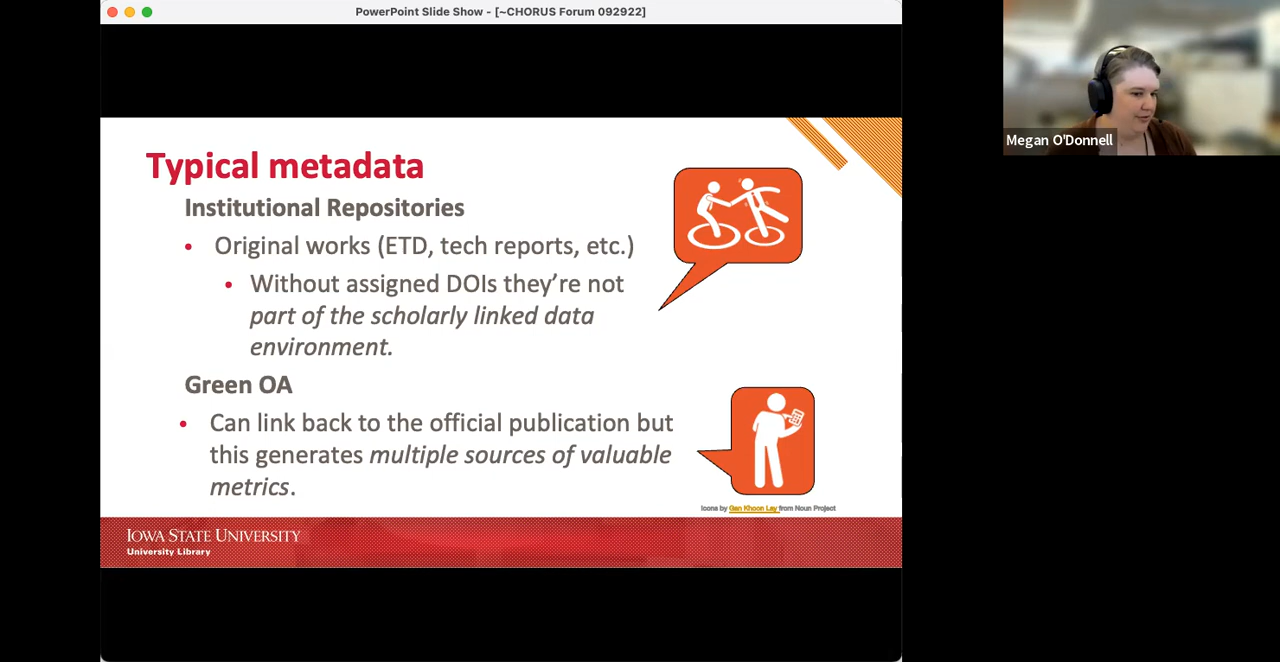 PowerPoint Slide Show - [~CHORUS Forum 092922]
Megan O'Donnell
Typical metadata
Institutional Repositories
• Original works (ETD, tech reports, etc.)
• Without assigned DOIs they're not
part of the scholarly linked data
environment.
Green OA
• Can link back to the official publication but
this generates multiple sources of valuable
metrics.
Icons by Gan Khoon Lay from Noun Project
IOWA STATE UNIVERSITY
University Library